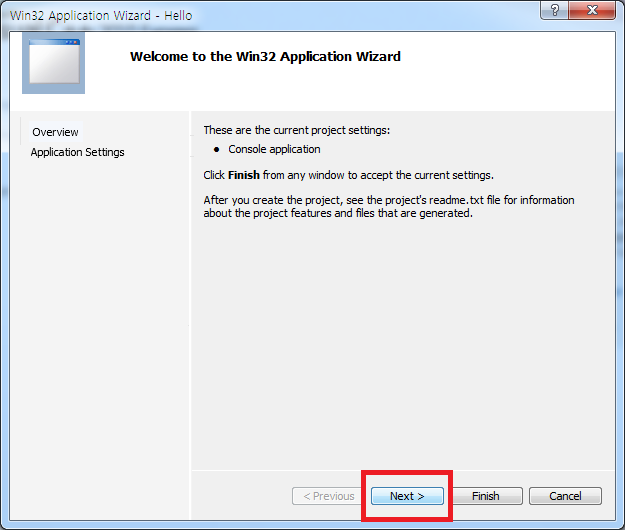 Win32 Application Wizard - Hello
Welcome to the Win32 Application Wizard
Overview
Application Settings
These are the current project settings:
• Console application
Click Finish from any window to accept the current settings.
After you create the project, see the project's readme.txt file for information
about the project features and files that are generated.
< Previous
Next >
Finish
Cancel